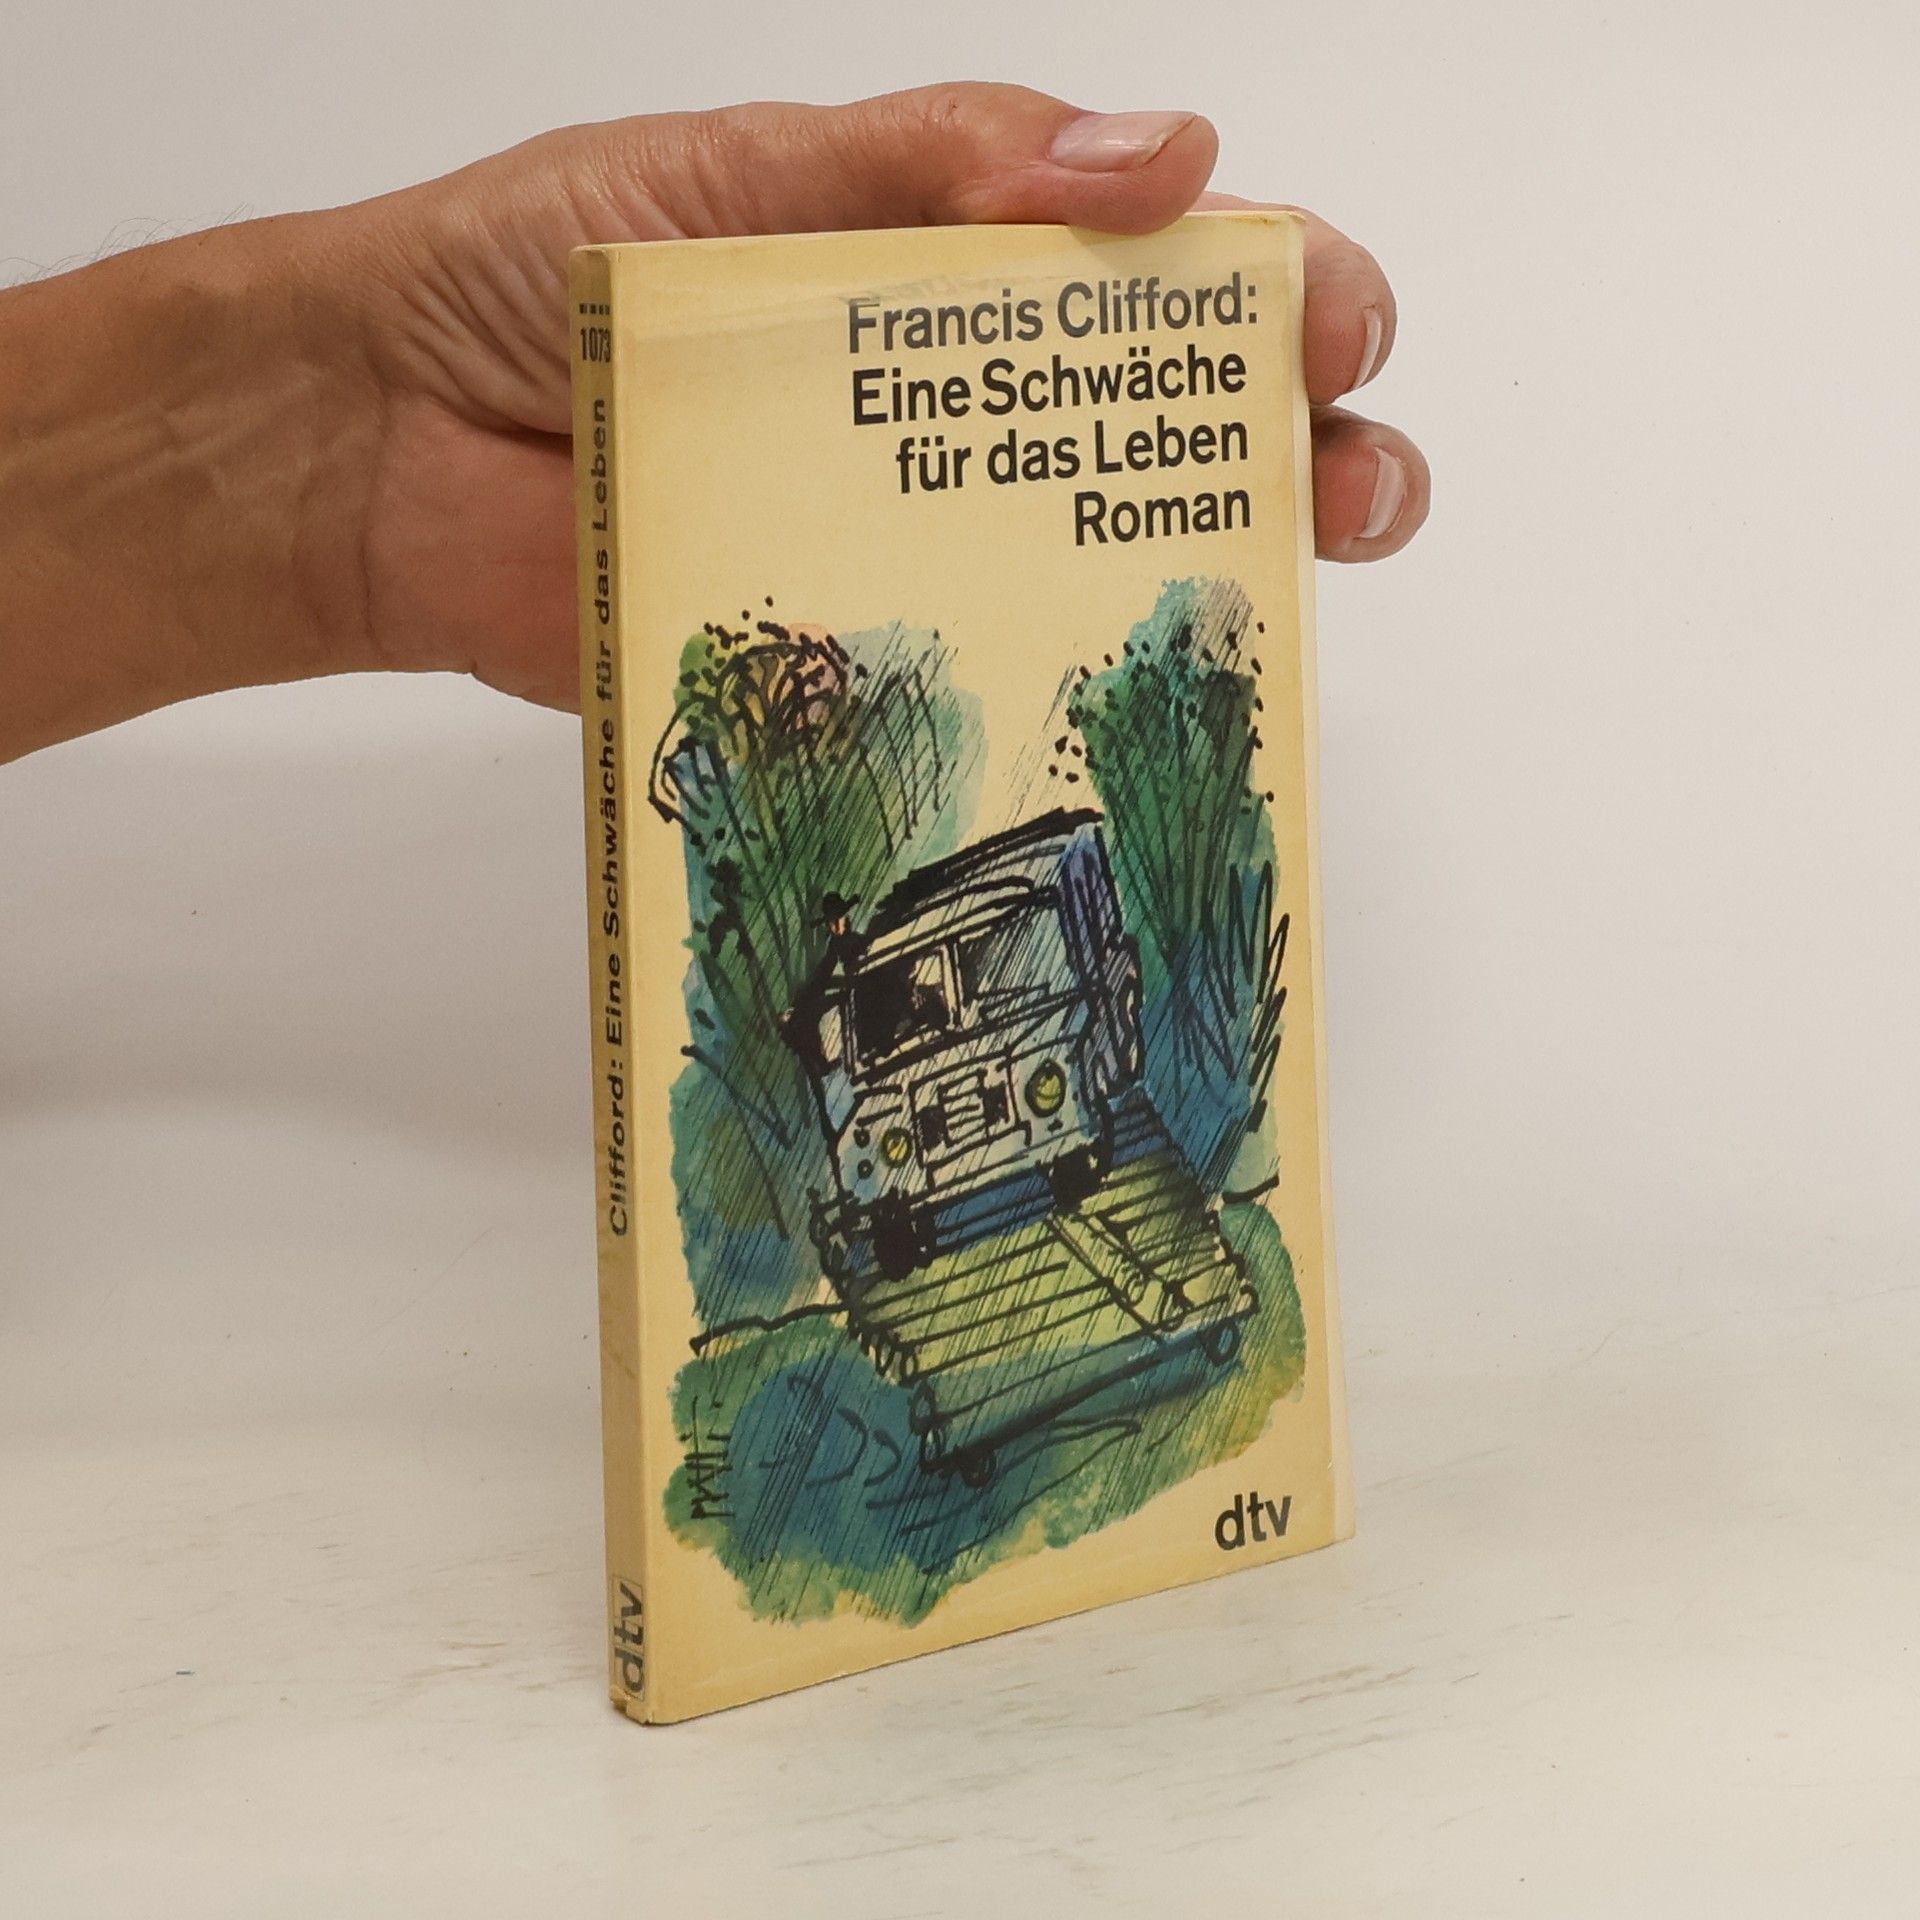 Francis Clifford:
Eine Schwäche
für das Leben
Roman
dtv
1073
Clifford: Eine Schwäche für das Leben
dtv